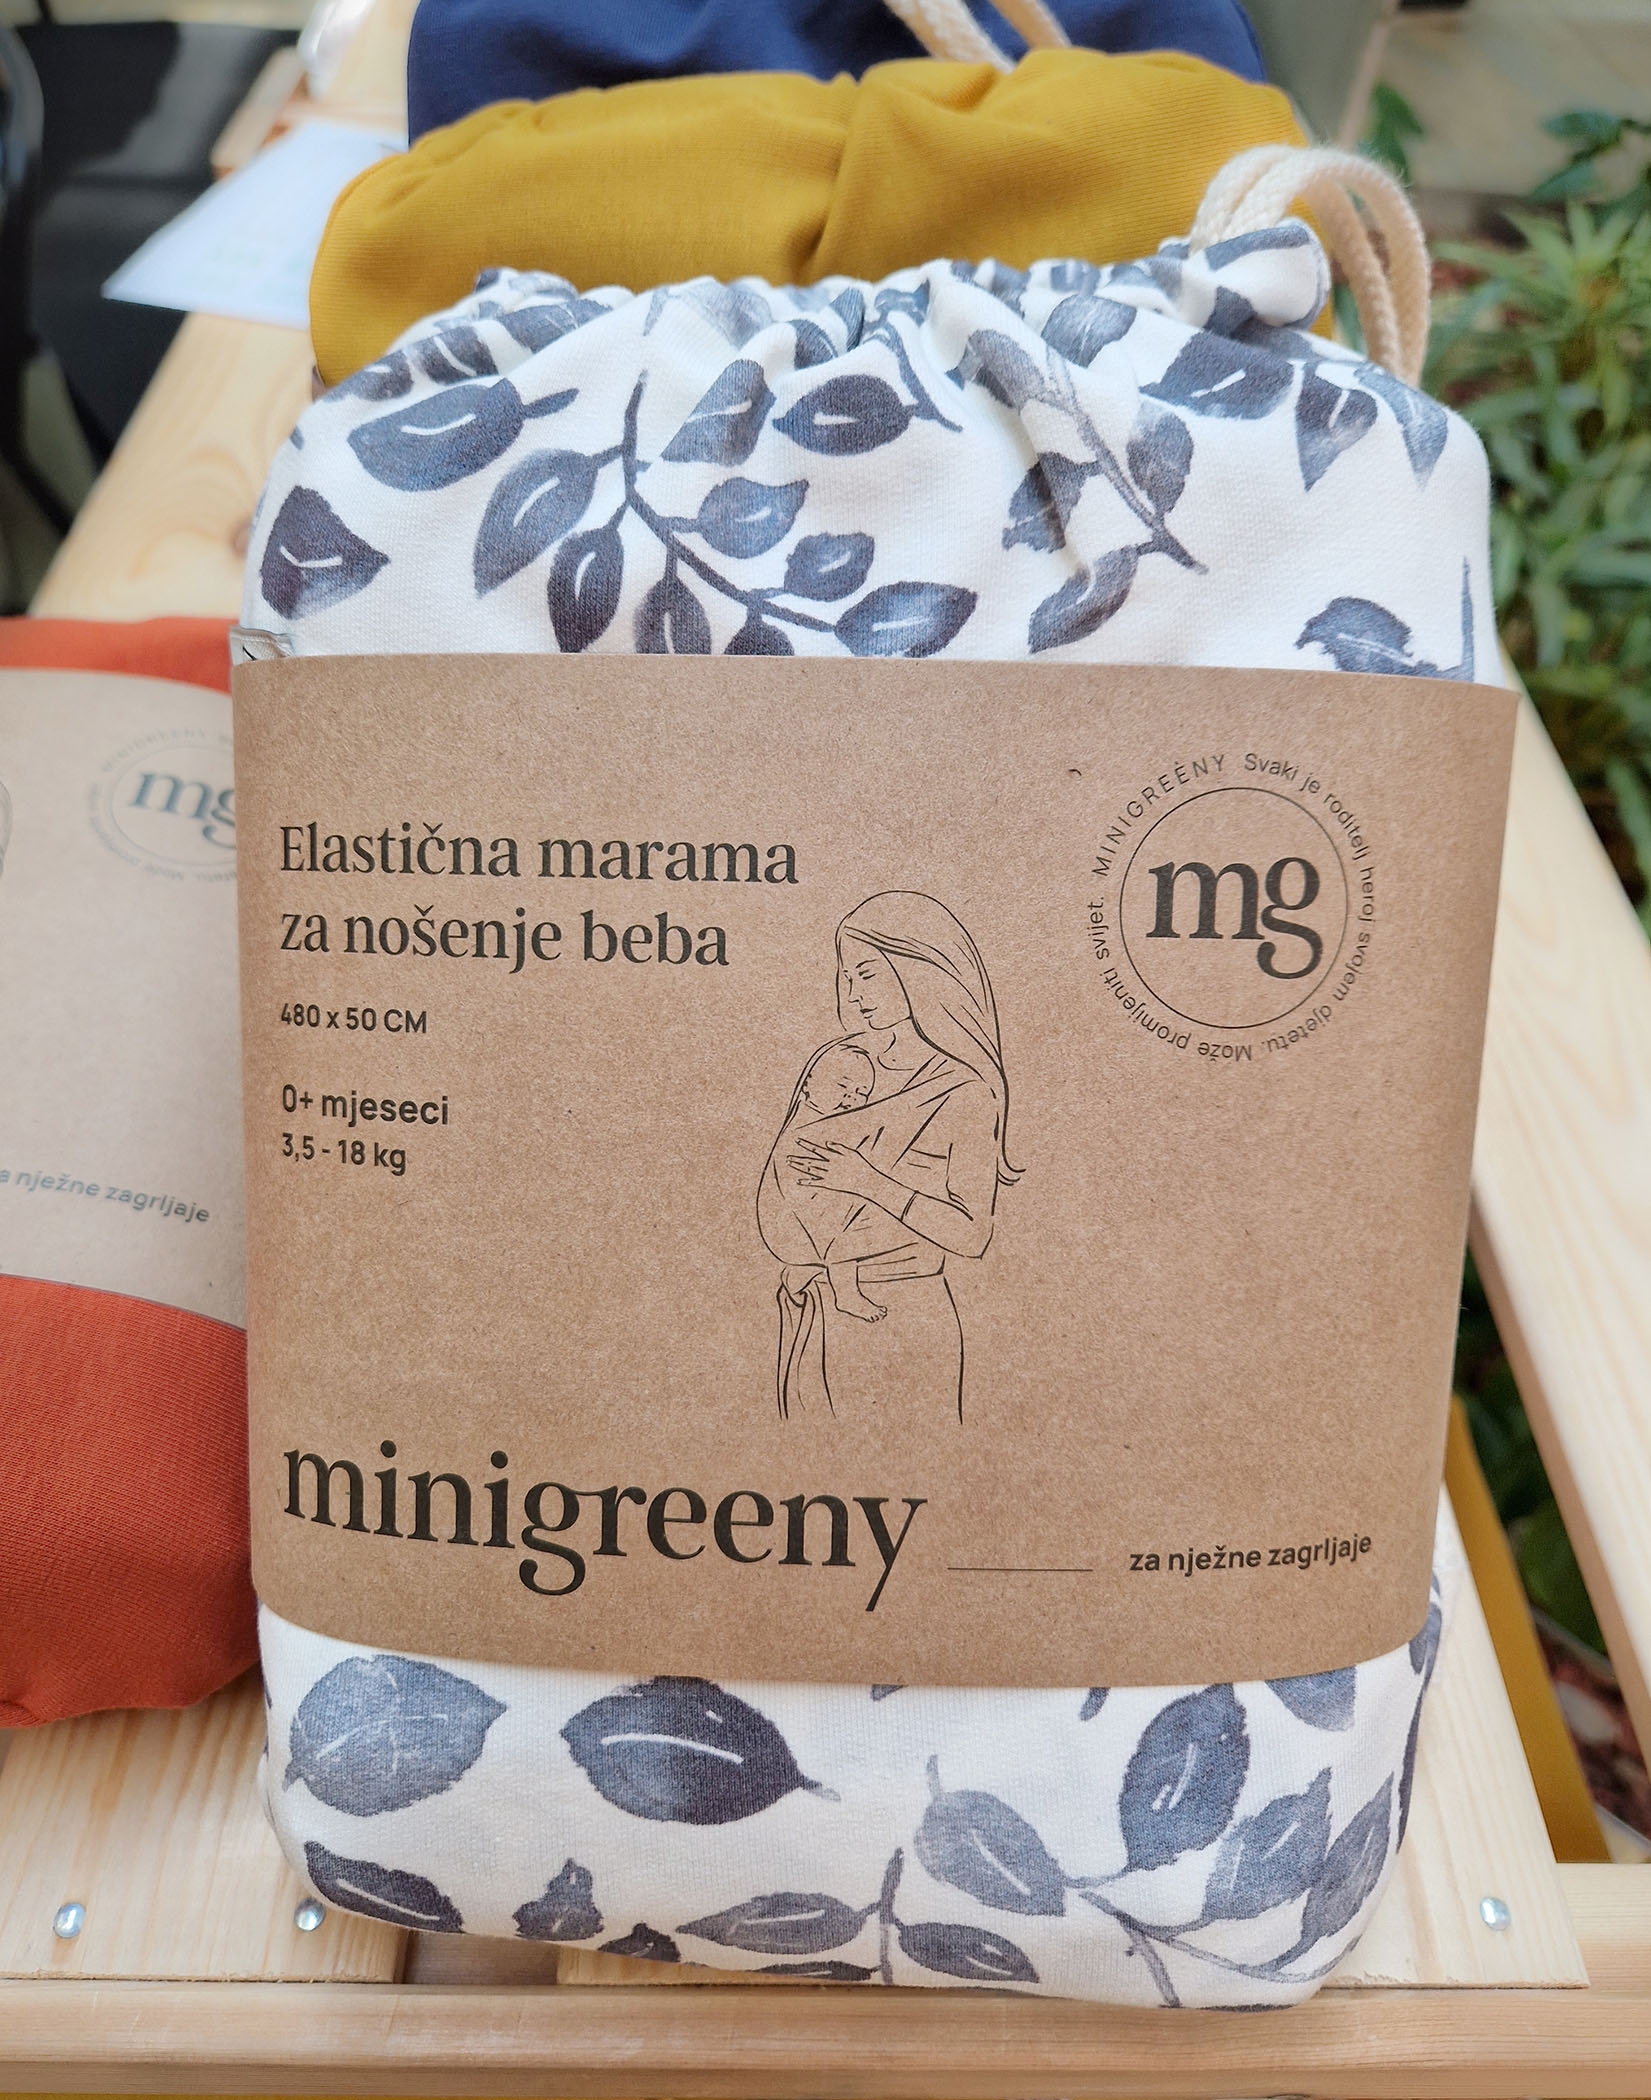 Elastična marama
za nošenje beba
480 x 50 CM
0+ mjeseci
3,5 - 18 kg
MINIGREENY Svaki je roditelj heroj svojem djetetu. Može promijeniti svijet.
mg
minigreeny
za nježne zagrljaje
MINIGREENY
mg
a nježne zagrljaje